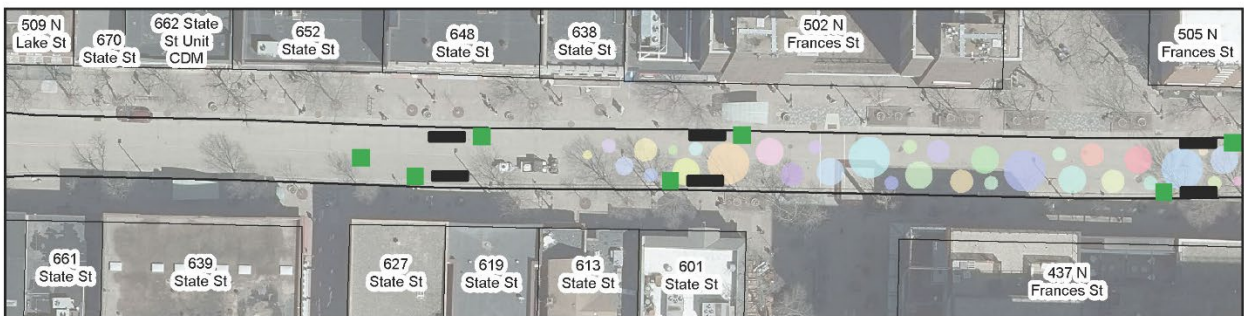 509 N
Lake St
670
State St
662 State
St Unit
CDM
652
State St
648
State St
638
State St
502 N
Frances St
505 N
Frances St
661
State St
639
State St
627
State St
619
State St
613
State St
601
State St
437 N
Frances St